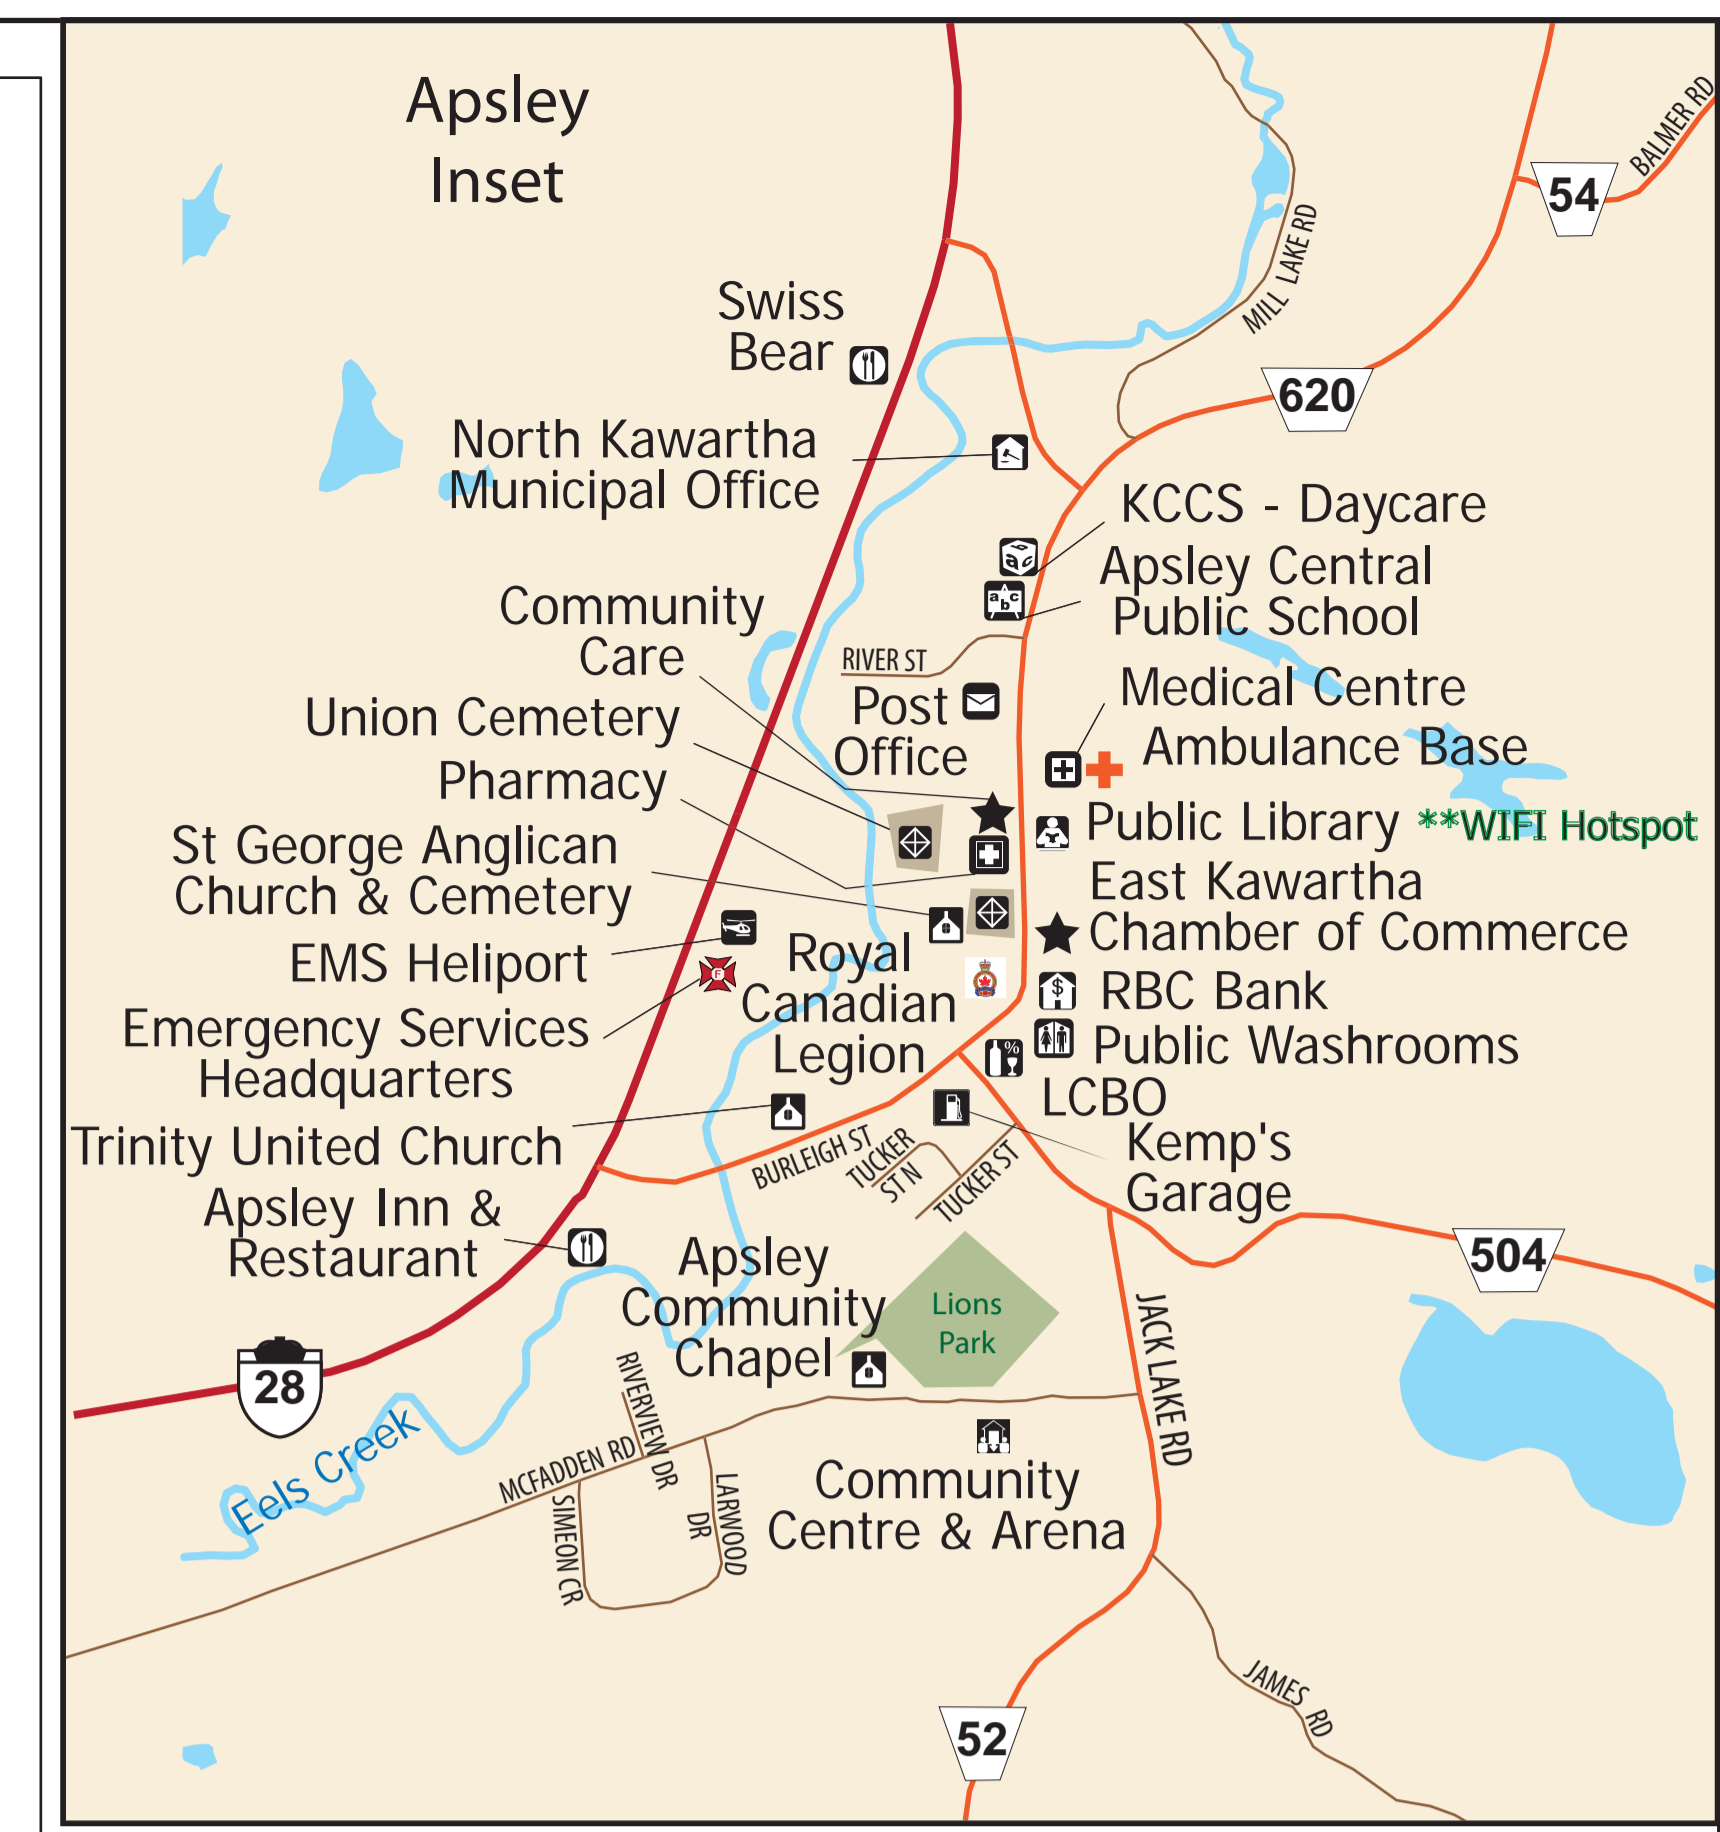 Apsley
Inset
BALMER RD
54
MILL LAKE RD
Swiss
Bear
620
North Kawartha
Municipal Office
KCCS - Daycare
Apsley Central
Public School
Community
Care
RIVER ST
Post
Office
Medical Centre
Union Cemetery
Ambulance Base
Pharmacy
Public Library **WIFI Hotspot
St George Anglican
Church & Cemetery
East Kawartha
Chamber of Commerce
EMS Heliport
Royal
Canadian
Legion
RBC Bank
Emergency Services
Headquarters
Public Washrooms
LCBO
Trinity United Church
BURLEIGH ST
TUCKER
ST N
TUCKER ST
Kemp's
Garage
Apsley Inn &
Restaurant
Apsley
Community
Chapel
Lions
Park
504
28
JACK LAKE RD
Eels Creek
RIVERVIEW DR
MCFADDEN RD
SIMEON CR
LARWOOD
DR
Community
Centre & Arena
JAMES RD
52
a b c
a b c
F
$
%